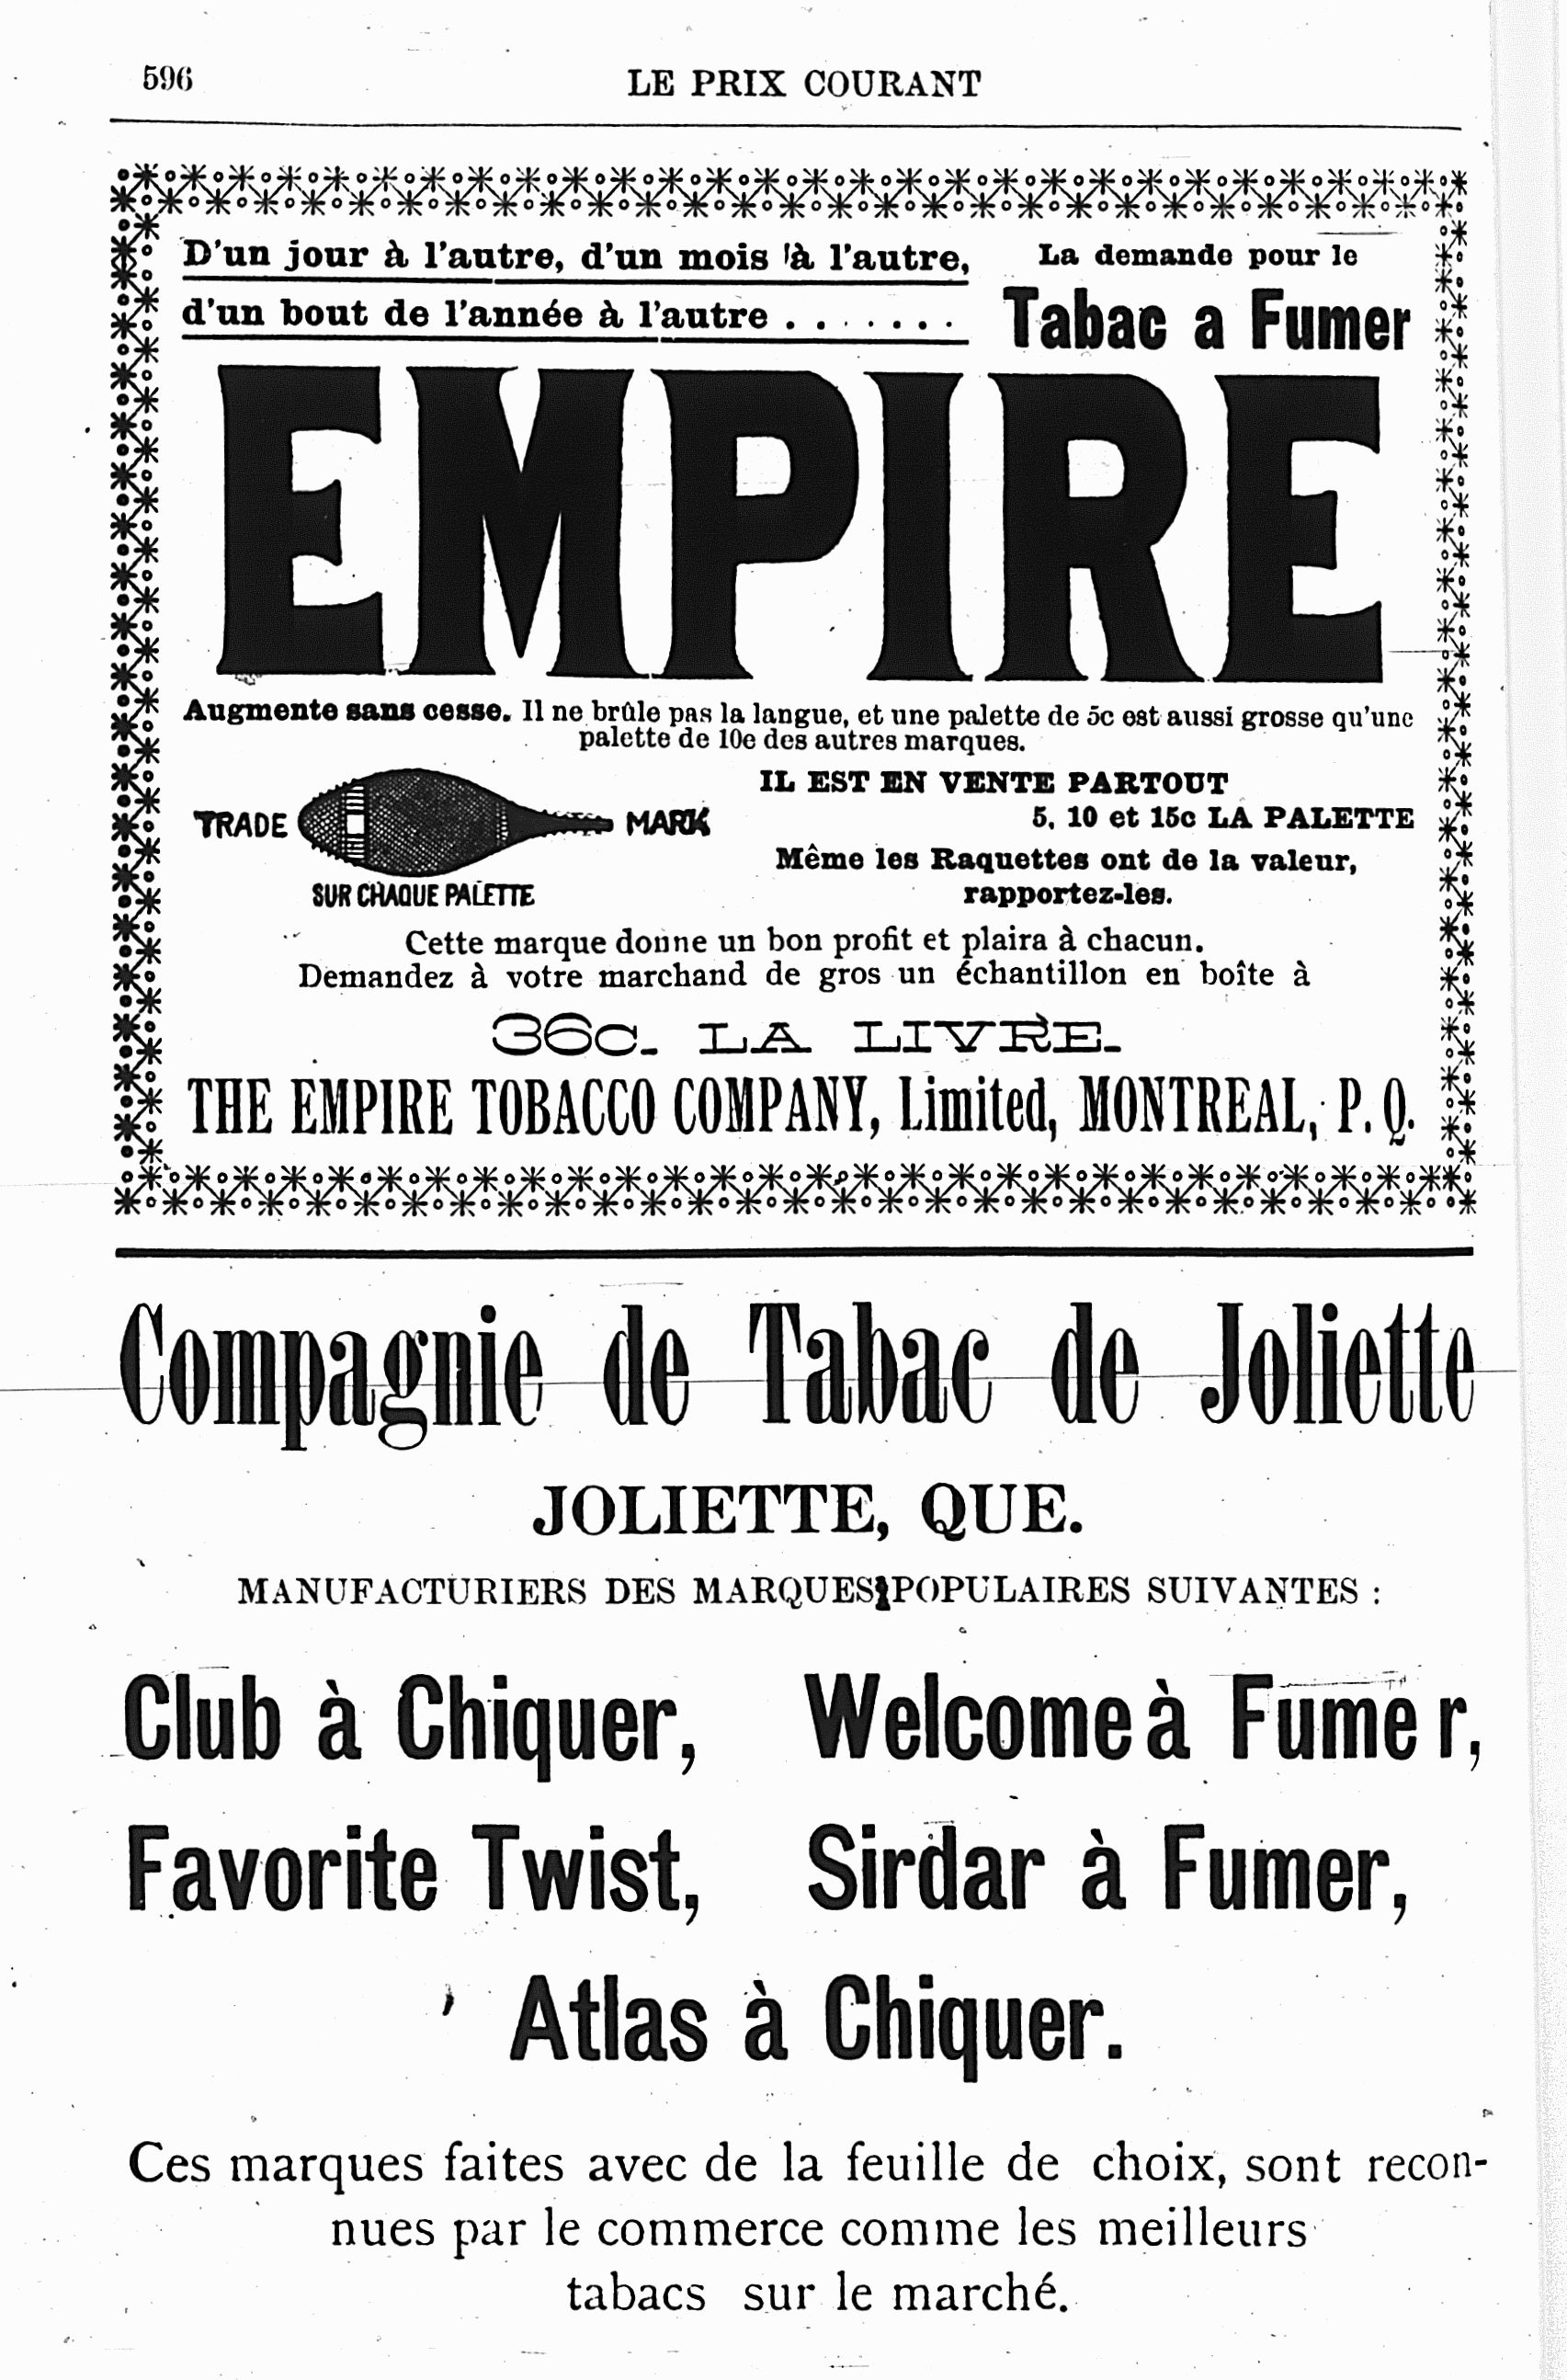 596
LE PRIX COURANT
D'un jour à l'autre, d'un mois à l'autre,
d'un bout de l'année à l'autre . . . . . . .
La demande pour le
Tabac a Fumer
EMPIRE
Augmente sans cesse. Il ne brûle pas la langue, et une palette de 5c est aussi grosse qu'une
palette de 10e des autres marques.
TRADE MARK
SUR CHAQUE PALETTE
IL EST EN VENTE PARTOUT
5, 10 et 15c LA PALETTE
Même les Raquettes ont de la valeur,
rapportez-les.
Cette marque donne un bon profit et plaira à chacun.
Demandez à votre marchand de gros un échantillon en boîte à
36c. LA LIVRE.
THE EMPIRE TOBACCO COMPANY, Limited, MONTREAL, P. Q.
Compagnie de Tabac de Joliette
JOLIETTE, QUE.
MANUFACTURIERS DES MARQUES POPULAIRES SUIVANTES :
Club à Chiquer, Welcome à Fumer,
Favorite Twist, Sirdar à Fumer,
Atlas à Chiquer.
Ces marques faites avec de la feuille de choix, sont recon-
nues par le commerce comme les meilleurs
tabacs sur le marché.